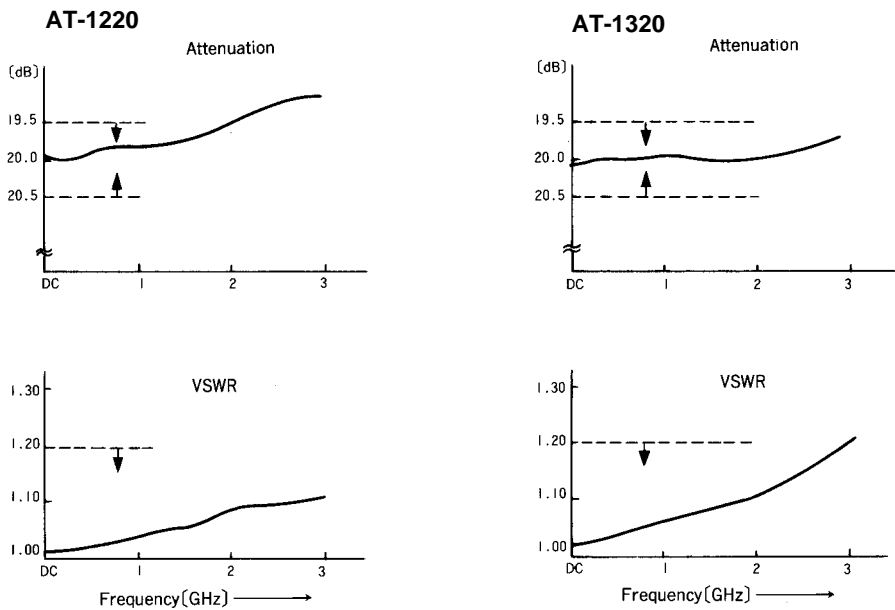 AT-1220
Attenuation
[dB]
19.5
20.0
20.5
DC 1 2 3
AT-1320
Attenuation
[dB]
19.5
20.0
20.5
DC 1 2 3
VSWR
1.30
1.20
1.10
1.00
DC 1 2 3
Frequency[GHz]
VSWR
1.30
1.20
1.10
1.00
DC 1 2 3
Frequency[GHz]